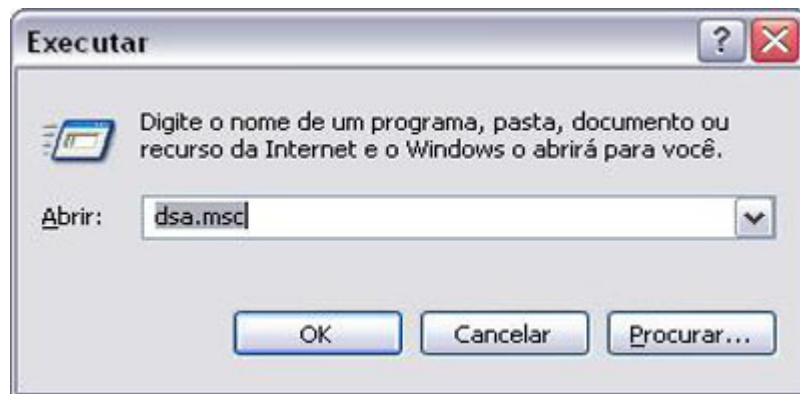 Executar
Digite o nome de um programa, pasta, documento ou
recurso da Internet e o Windows o abrirá para você.
Abrir: dsa.msc
OK Cancelar Procurar...